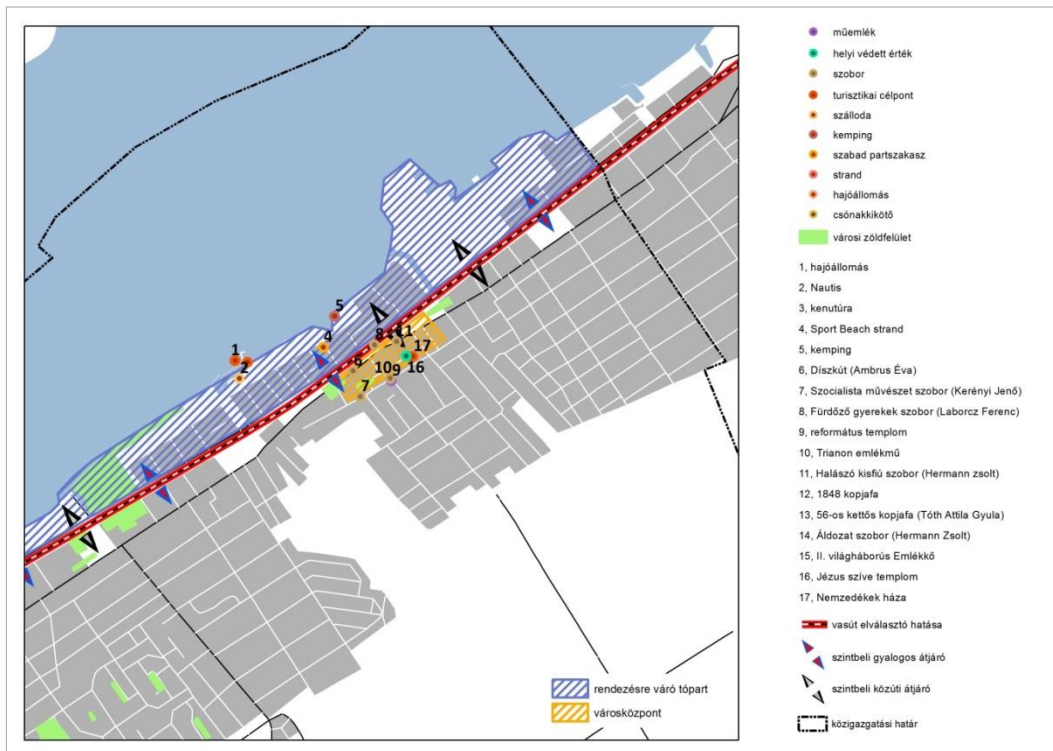 1
2
4
5
6
8
11
17
10
9
16
7
rendezésre váró tópart
városközpont
műemlék
helyi védett érték
szobor
turisztikai célpont
szálloda
kemping
szabad partszakasz
strand
hajóállomás
csónakkikötő
városi zöldfelület
1, hajóállomás
2, Nautis
3, kenutúra
4, Sport Beach strand
5, kemping
6, Díszkút (Ambrus Éva)
7, Szocialista művészet szobor (Kerényi Jenő)
8, Fürdőző gyerekek szobor (Laborcz Ferenc)
9, református templom
10, Trianon emlékmű
11, Halászó kisfiú szobor (Hermann zsolt)
12, 1848 kopjafa
13, 56-os kettős kopjafa (Tóth Attila Gyula)
14, Áldozat szobor (Hermann Zsolt)
15, II. világháborús Emlékkő
16, Jézus szíve templom
17, Nemzedékek háza
vasút elválasztó hatása
szintbeli gyalogos átjáró
szintbeli közúti átjáró
közigazgatási határ